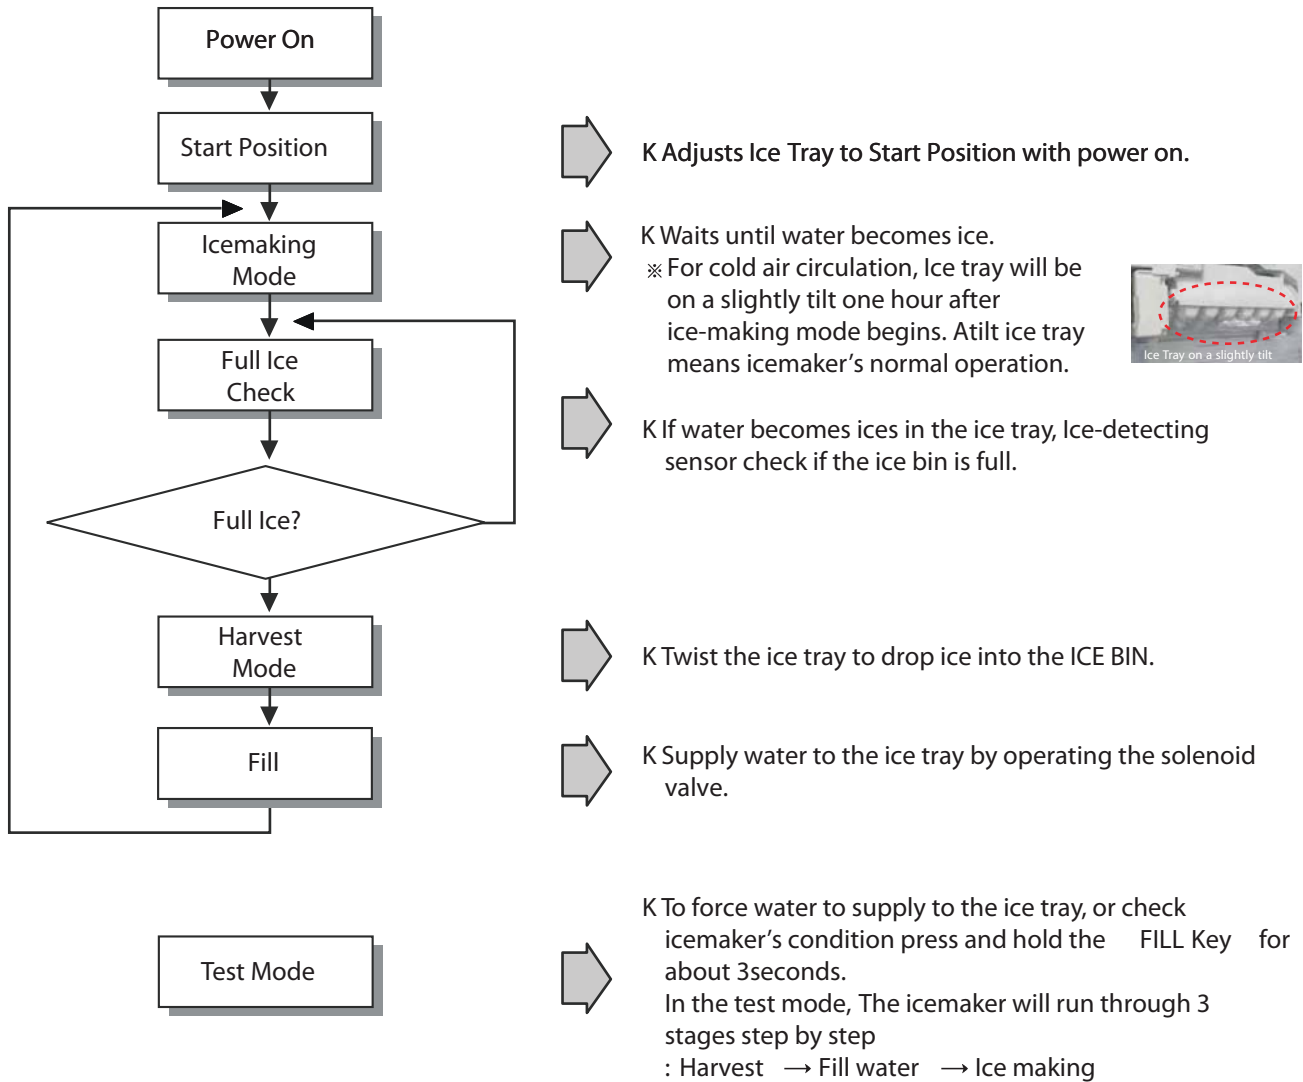 Power On
Start Position
K Adjusts Ice Tray to Start Position with power on.
Icemaking
Mode
K Waits until water becomes ice.
※ For cold air circulation, Ice tray will be
on a slightly tilt one hour after
ice-making mode begins. Atilt ice tray
means icemaker's normal operation.
Ice Tray on a slightly tilt
Full Ice
Check
K If water becomes ices in the ice tray, Ice-detecting
sensor check if the ice bin is full.
Full Ice?
Harvest
Mode
K Twist the ice tray to drop ice into the ICE BIN.
Fill
K Supply water to the ice tray by operating the solenoid
valve.
Test Mode
K To force water to supply to the ice tray, or check
icemaker's condition press and hold the FILL Key for
about 3seconds.
In the test mode, The icemaker will run through 3
stages step by step
: Harvest → Fill water → Ice making